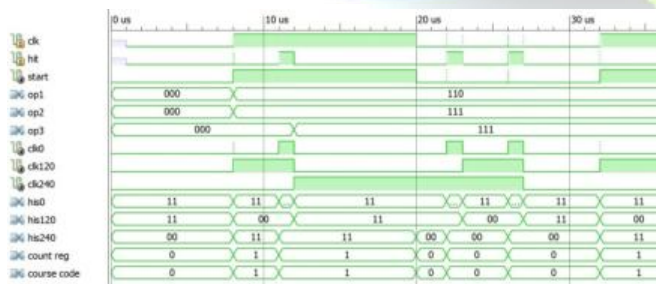 0 us 10 us 20 us 30 us
clk
hit
start
op1 000 110
op2 000 111
op3 000 111
clk0
clk120
clk240
his0 11 11 ... 11 ... 11 ... 11 11
his120 11 00 11 00 11 00
his240 00 11 11 00 00 00 11
count reg 0 1 1 0 0 0 1
course code 0 1 1 0 0 0 1